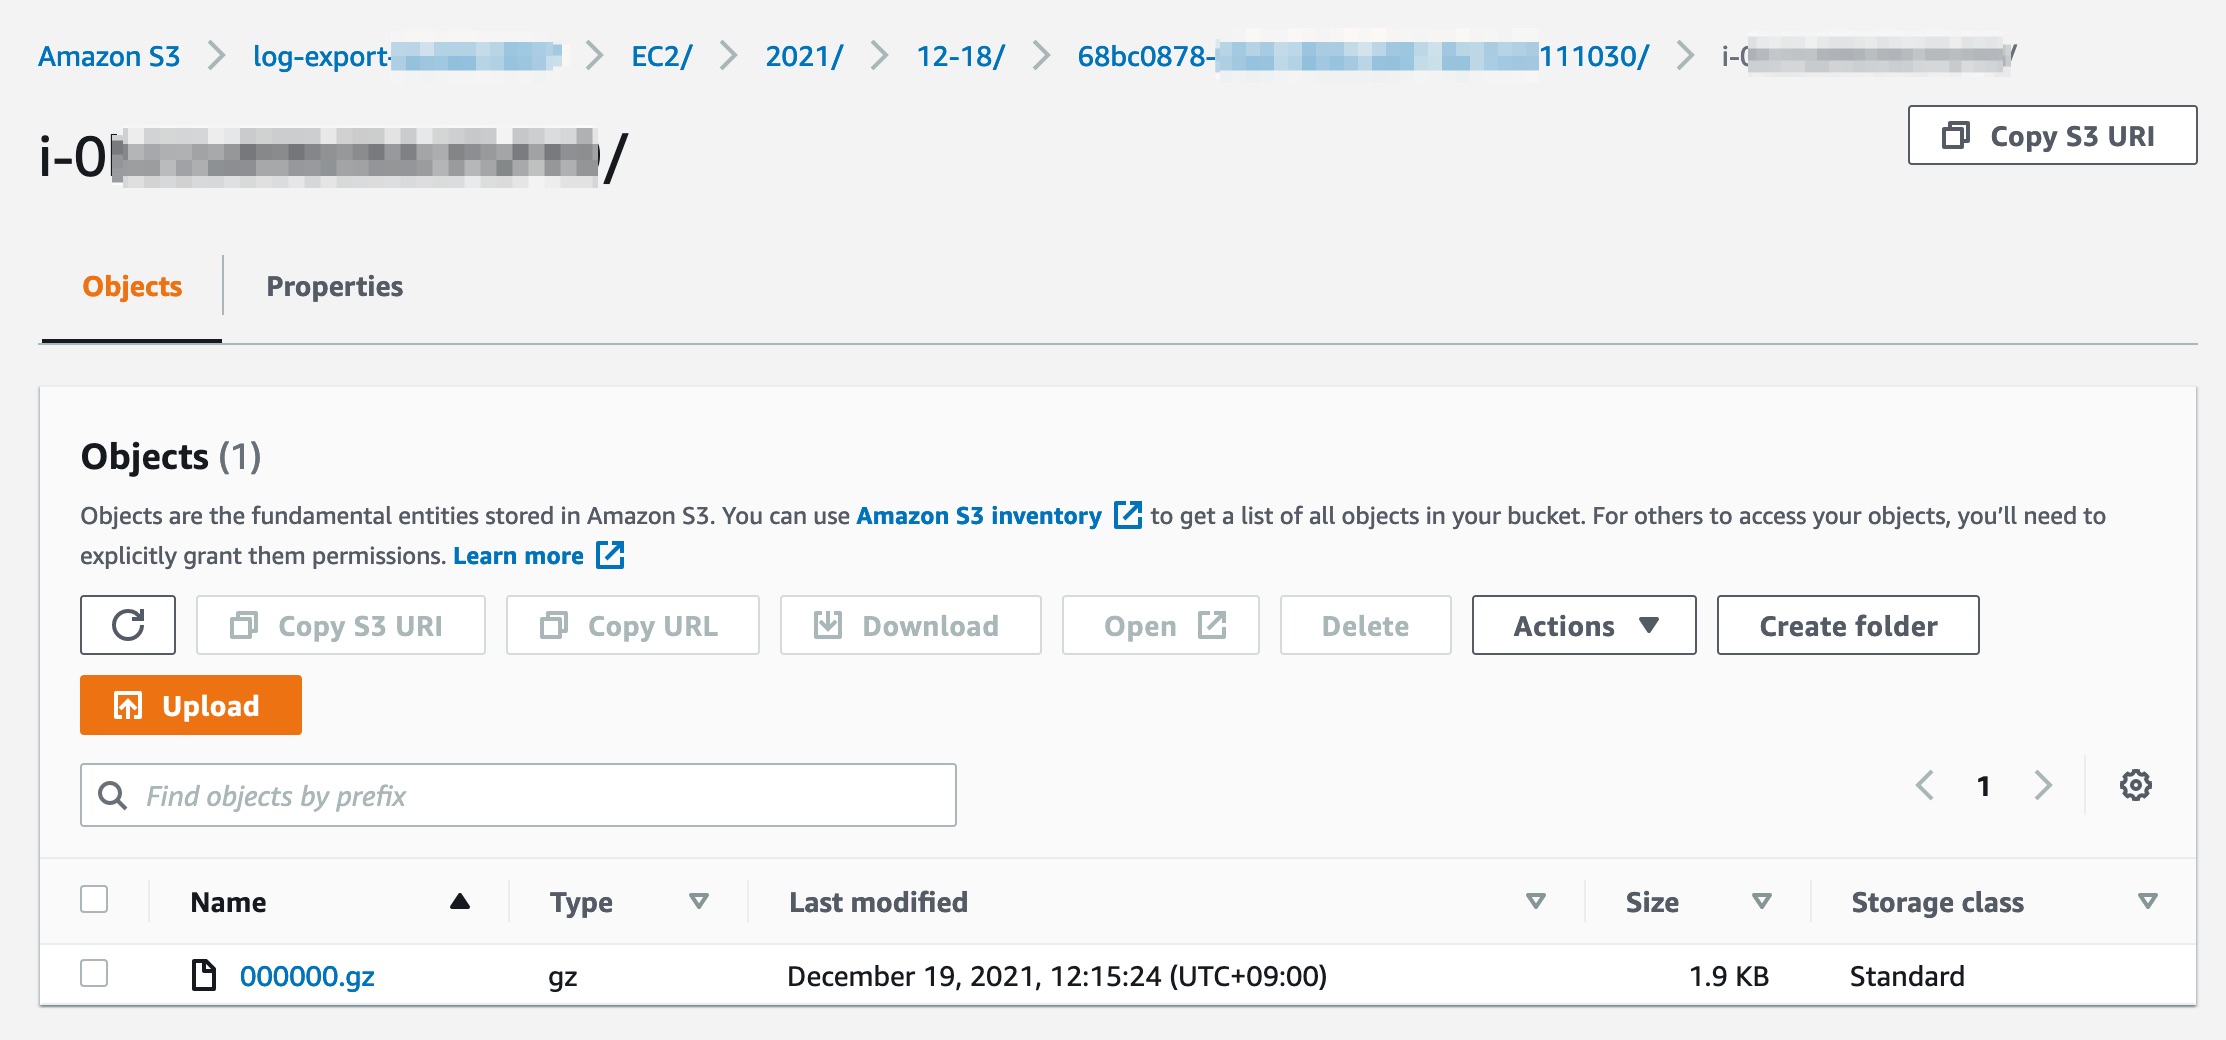 Amazon S3 > log-export- > EC2/ > 2021/ > 12-18/ > 68bc0878- 111030/ > i-0 /
i-0 /
Copy S3 URI
Objects
Properties
Objects (1)
Objects are the fundamental entities stored in Amazon S3. You can use Amazon S3 inventory to get a list of all objects in your bucket. For others to access your objects, you’ll need to
explicitly grant them permissions. Learn more
Copy S3 URI
Copy URL
Download
Open
Delete
Actions
Create folder
Upload
Find objects by prefix
1
Name Type Last modified Size Storage class
000000.gz gz December 19, 2021, 12:15:24 (UTC+09:00) 1.9 KB Standard